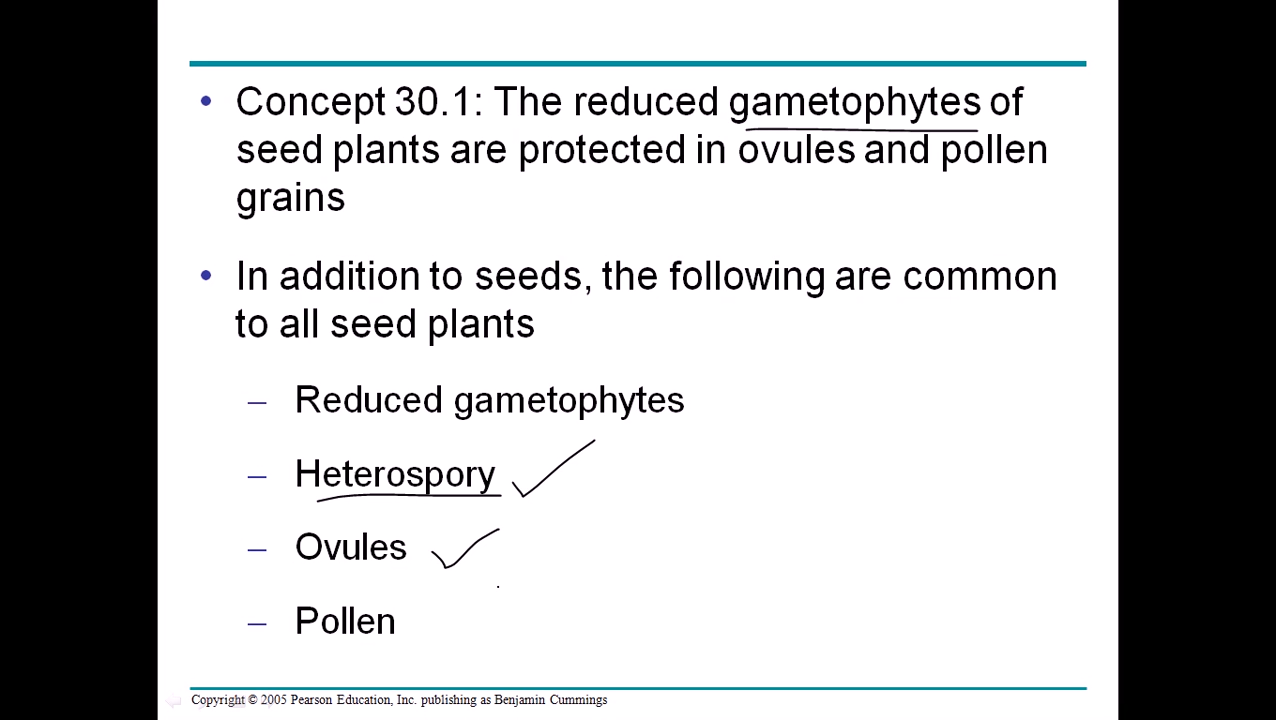 • Concept 30.1: The reduced gametophytes of
seed plants are protected in ovules and pollen
grains
• In addition to seeds, the following are common
to all seed plants
– Reduced gametophytes
– Heterospory
– Ovules
– Pollen
Copyright © 2005 Pearson Education, Inc. publishing as Benjamin Cummings